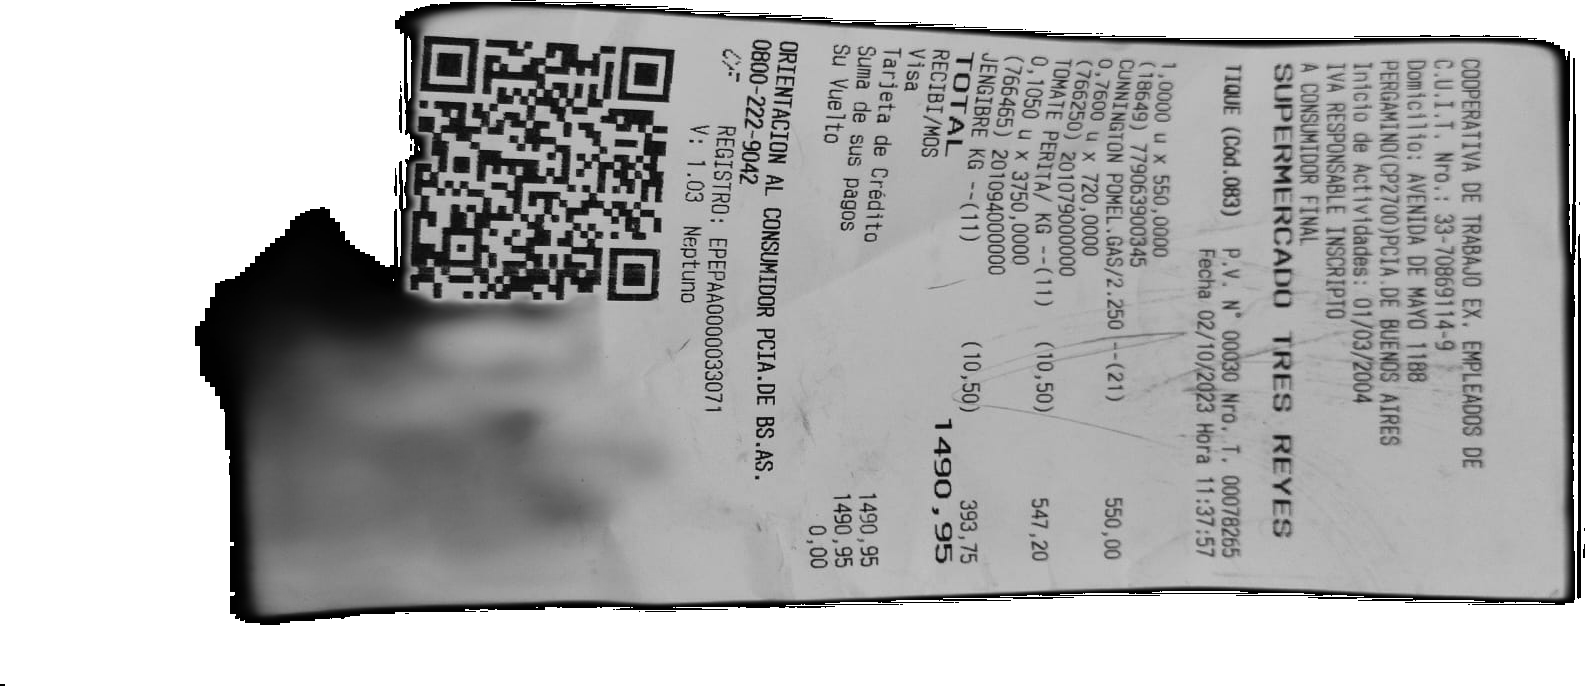 COOPERATIVA DE TRABAJO EX. EMPLEADOS DE
C.U.I.T. Nro.: 33-70869114-9
Domicilio: AVENIDA DE MAYO 1188
PERGAMINO(CP2700)PCIA.DE BUENOS AIRES
Inicio de Actividades: 01/03/2004
IVA RESPONSABLE INSCRIPTO
A CONSUMIDOR FINAL
SUPERMERCADO TRES REYES
TIQUE (Cód.083) P.V. N° 00030 Nro. T. 00078265
Fecha 02/10/2023 Hora 11:37:57
1,0000 u x 550,0000
(18649) 779063900345
CUNNINGTON POMEL.GAS/2.250 --(21) 550,00
0,7600 u x 720,0000
(766250) 2010790000000
TOMATE PERITA/ KG --(11) (10,50) 547,20
0,1050 u x 3750,0000
(766465) 2010940000000
JENGIBRE KG --(11) (10,50) 393,75
TOTAL 1490,95
RECIBI/MOS
Visa
Tarjeta de Crédito 1490,95
Suma de sus pagos 1490,95
Su Vuelto 0,00
ORIENTACION AL CONSUMIDOR PCIA.DE BS.AS.
0800-222-9042
CF
REGISTRO: EPEPAA0000033071
V: 1.03 Neptuno